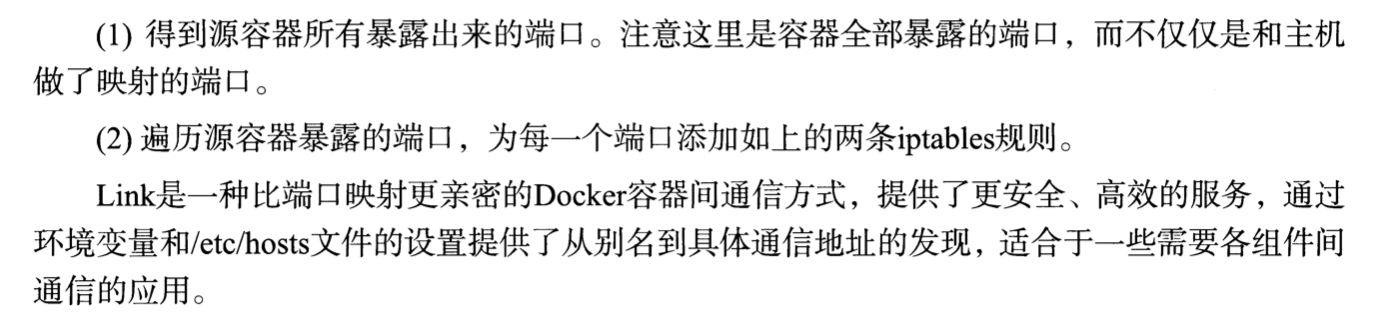 (1) 得到源容器所有暴露出来的端口。注意这里是容器全部暴露的端口，而不仅仅是和主机
做了映射的端口。
(2) 遍历源容器暴露的端口，为每一个端口添加如上的两条iptables规则。
Link是一种比端口映射更亲密的Docker容器间通信方式，提供了更安全、高效的服务，通过
环境变量和/etc/hosts文件的设置提供了从别名到具体通信地址的发现，适合于一些需要各组件间
通信的应用。